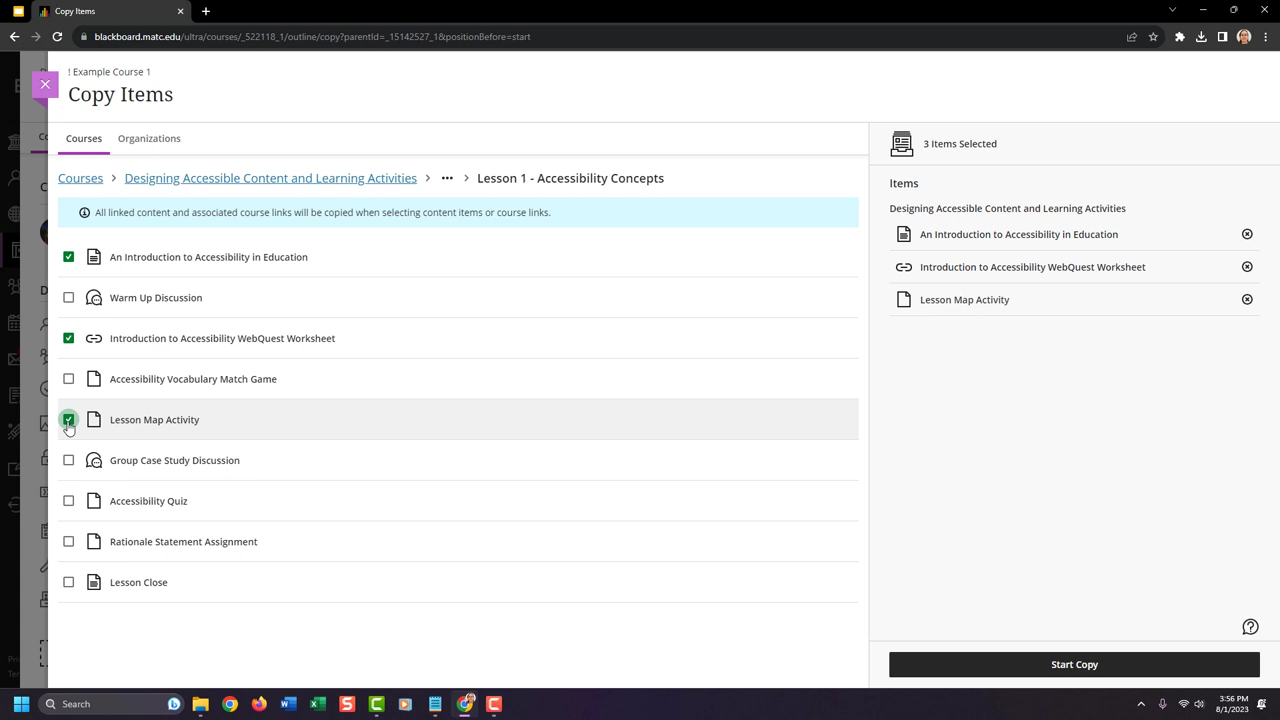 Copy Items
blackboard.matc.edu/ultra/courses/_522118_1/outline/copy?parentId=_15142527_1&positionBefore=start
! Example Course 1
Copy Items
Courses
Organizations
Courses
Designing Accessible Content and Learning Activities
•••
Lesson 1 - Accessibility Concepts
All linked content and associated course links will be copied when selecting content items or course links.
An Introduction to Accessibility in Education
Warm Up Discussion
Introduction to Accessibility WebQuest Worksheet
Accessibility Vocabulary Match Game
Lesson Map Activity
Group Case Study Discussion
Accessibility Quiz
Rationale Statement Assignment
Lesson Close
3 Items Selected
Items
Designing Accessible Content and Learning Activities
An Introduction to Accessibility in Education
Introduction to Accessibility WebQuest Worksheet
Lesson Map Activity
Start Copy
Search
3:56 PM
8/1/2023